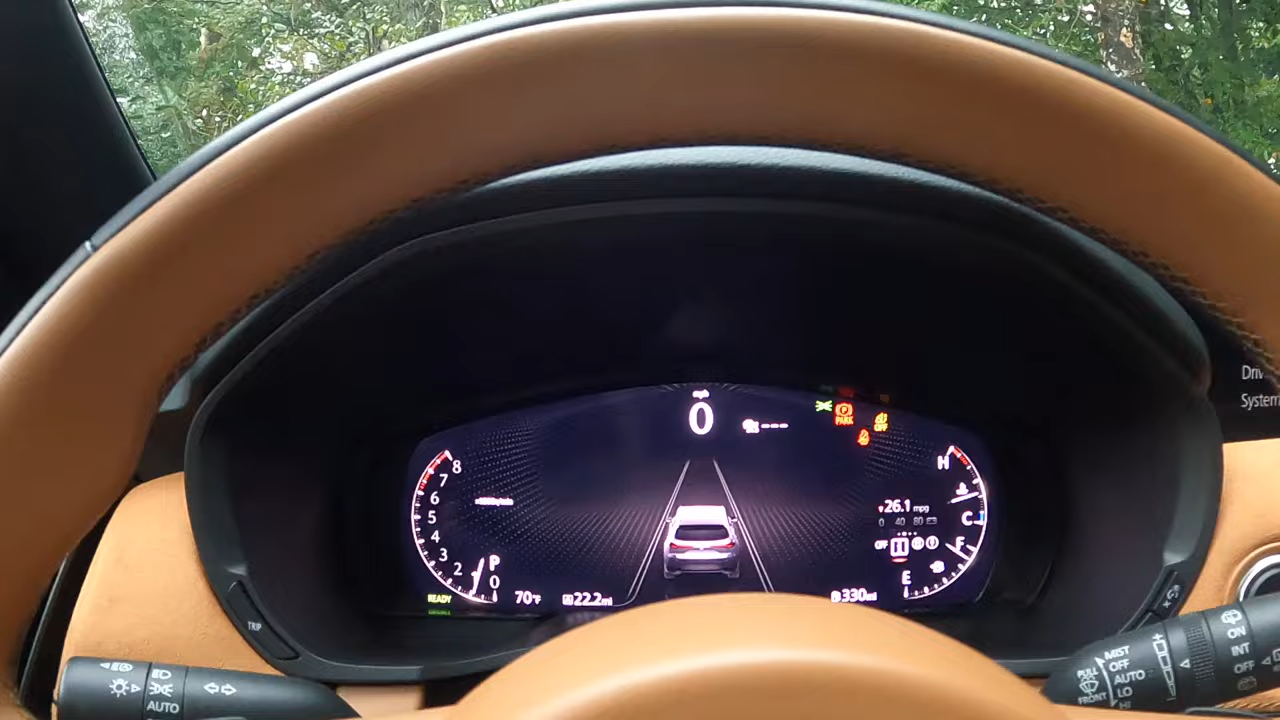 mph
0
PARK
OFF
8
7
6
5
4
3
2
0
P
READY
70°F
22.2mi
330mi
H
C
26.1 mpg
0 40 80
OFF
F
E
TRIP
AUTO
Driv
System
PULL
FRONT
MIST
OFF
AUTO
LO
HI
ON
INT
OFF